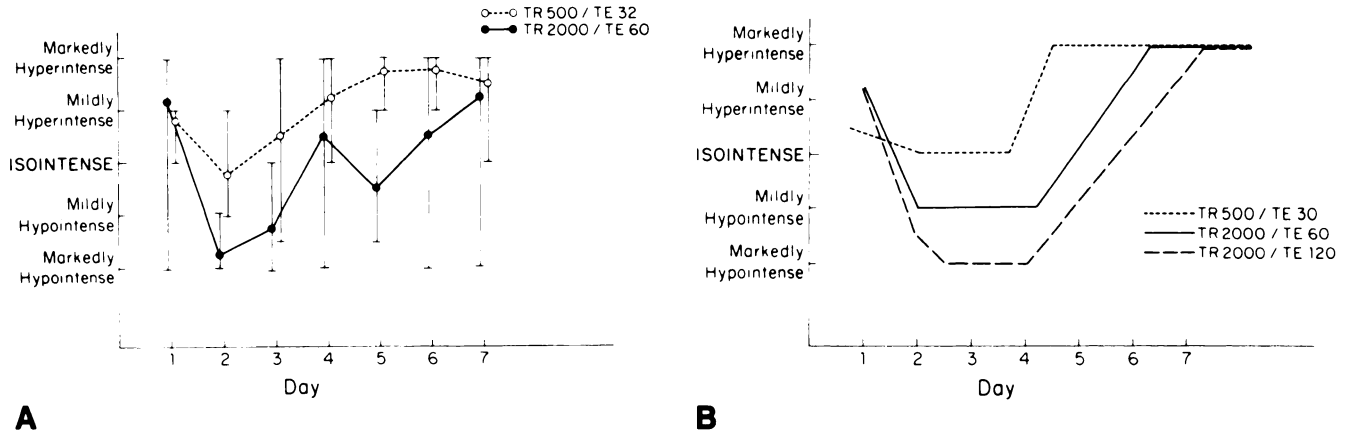 TR 500 / TE 32
TR 2000 / TE 60
Markedly
Hyperintense
Mildly
Hyperintense
ISOINTENSE
Mildly
Hypointense
Markedly
Hypointense
1 2 3 4 5 6 7
Day
A
Markedly
Hyperintense
Mildly
Hyperintense
ISOINTENSE
Mildly
Hypointense
Markedly
Hypointense
TR 500 / TE 30
TR 2000 / TE 60
TR 2000 / TE 120
1 2 3 4 5 6 7
Day
B